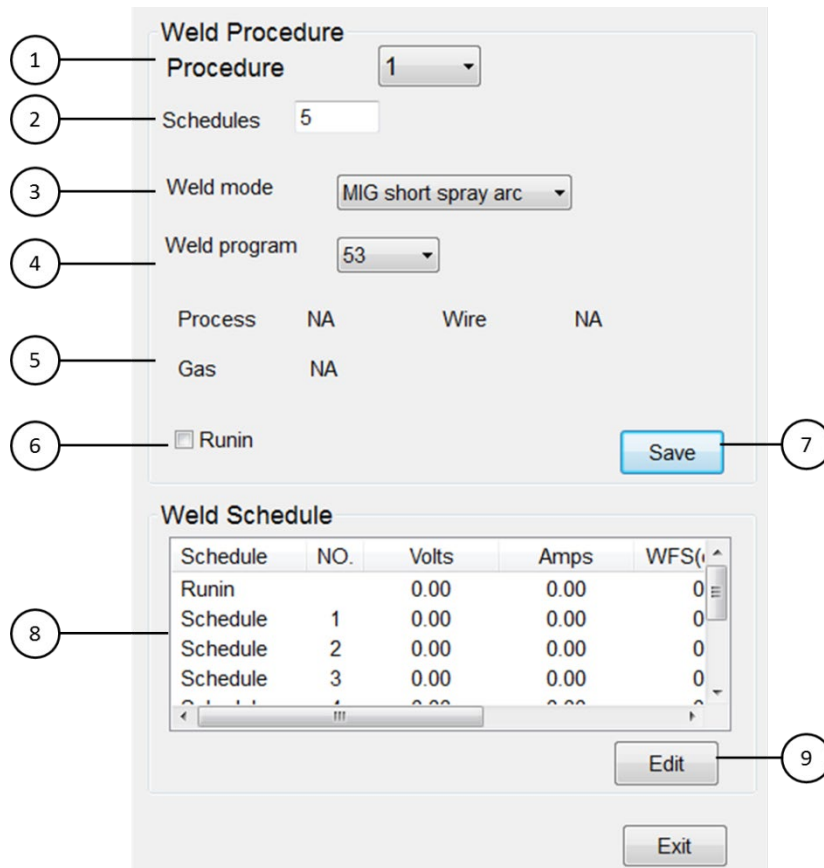 Weld Procedure
1 Procedure 1
2 Schedules 5
3 Weld mode MIG short spray arc
4 Weld program 53
Process NA Wire NA
5
Gas NA
6 Runin Save 7
Weld Schedule
Schedule NO. Volts Amps WFS(
Runin 0.00 0.00 0
Schedule 1 0.00 0.00 0
8 Schedule 2 0.00 0.00 0
Schedule 3 0.00 0.00 0
Edit 9
Exit